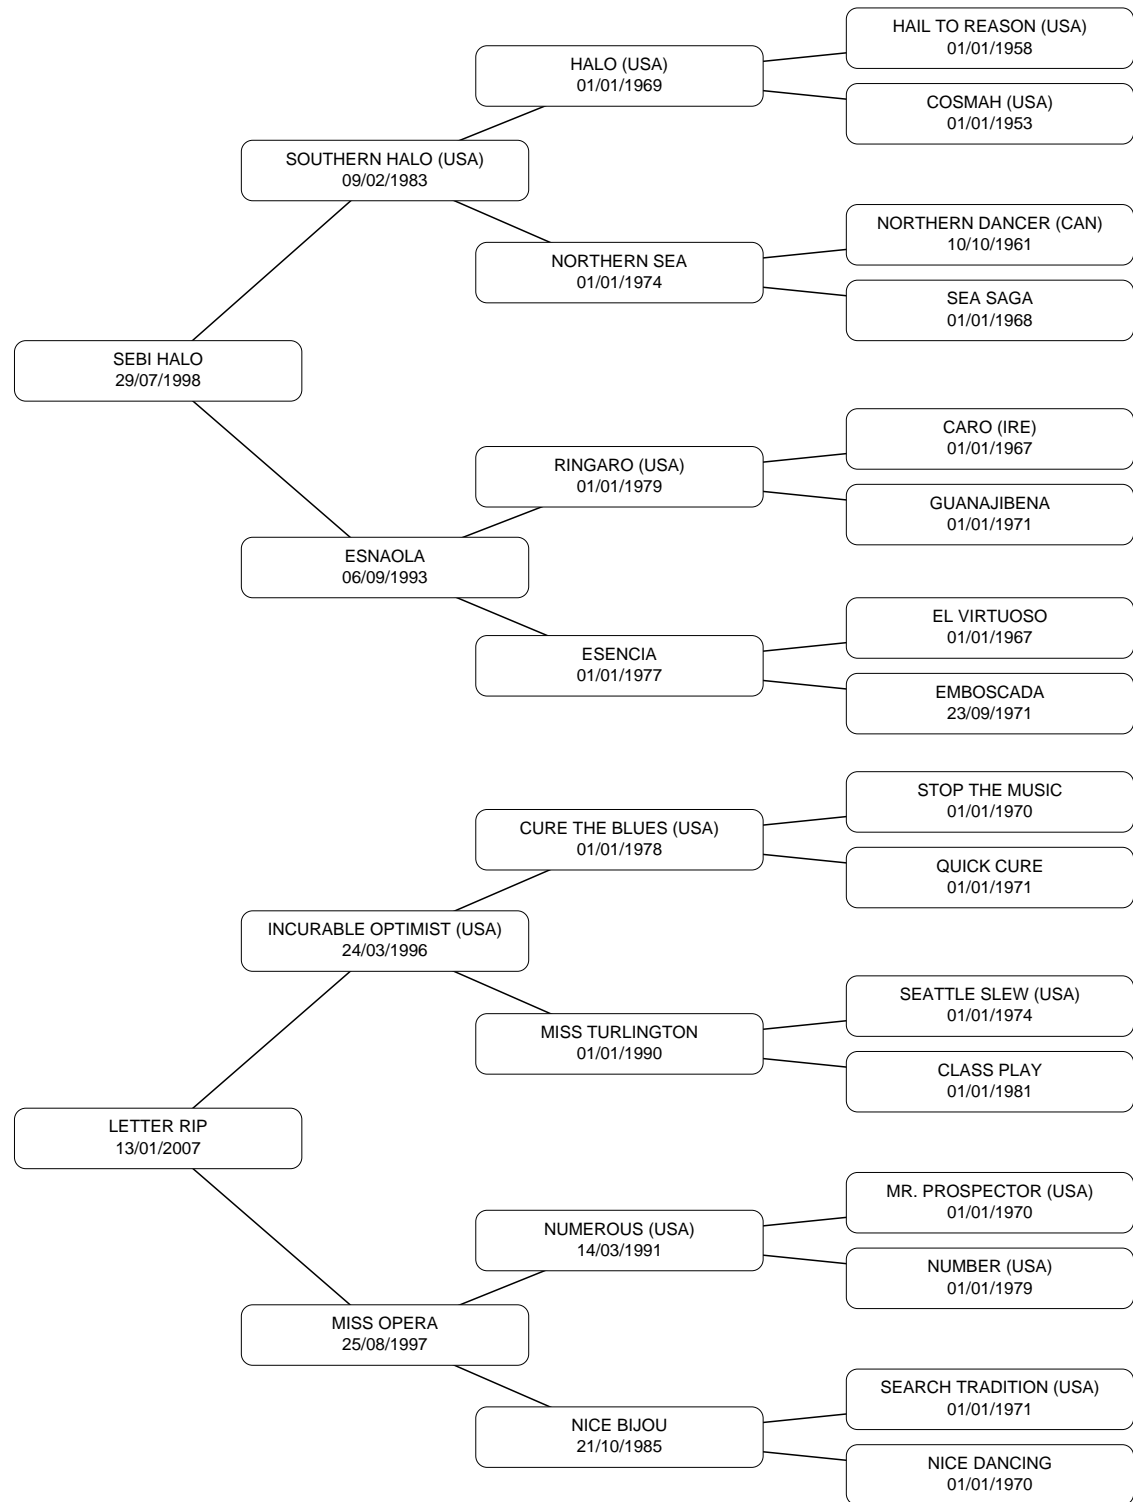 HAIL TO REASON (USA)
01/01/1958
HALO (USA)
01/01/1969
COSMAH (USA)
01/01/1953
SOUTHERN HALO (USA)
09/02/1983
NORTHERN DANCER (CAN)
10/10/1961
NORTHERN SEA
01/01/1974
SEA SAGA
01/01/1968
SEBI HALO
29/07/1998
CARO (IRE)
01/01/1967
RINGARO (USA)
01/01/1979
GUANAJIBENA
01/01/1971
ESNAOLA
06/09/1993
EL VIRTUOSO
01/01/1967
ESENCIA
01/01/1977
EMBOSCADA
23/09/1971
STOP THE MUSIC
01/01/1970
CURE THE BLUES (USA)
01/01/1978
QUICK CURE
01/01/1971
INCURABLE OPTIMIST (USA)
24/03/1996
SEATTLE SLEW (USA)
01/01/1974
MISS TURLINGTON
01/01/1990
CLASS PLAY
01/01/1981
LETTER RIP
13/01/2007
MR. PROSPECTOR (USA)
01/01/1970
NUMEROUS (USA)
14/03/1991
NUMBER (USA)
01/01/1979
MISS OPERA
25/08/1997
SEARCH TRADITION (USA)
01/01/1971
NICE BIJOU
21/10/1985
NICE DANCING
01/01/1970